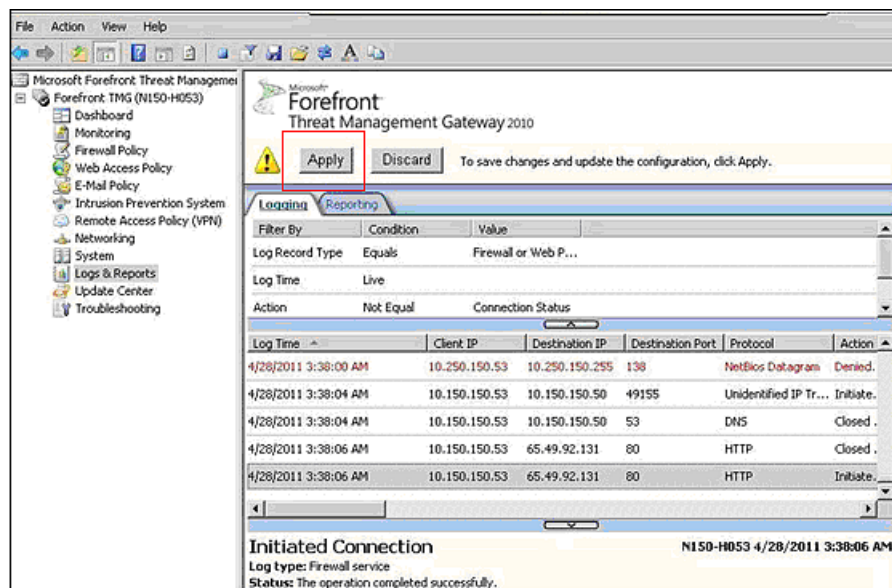 File Action View Help
Microsoft Forefront Threat Managemei
Forefront TMG (N150-H053)
Dashboard
Monitoring
Firewall Policy
Web Access Policy
E-Mail Policy
Intrusion Prevention System
Remote Access Policy (VPN)
Networking
System
Logs & Reports
Update Center
Troubleshooting
Microsoft
Forefront
Threat Management Gateway 2010
Apply Discard To save changes and update the configuration, click Apply.
Logging Reporting
Filter By Condition Value
Log Record Type Equals Firewall or Web P...
Log Time Live
Action Not Equal Connection Status
Log Time Client IP Destination IP Destination Port Protocol Action
4/28/2011 3:38:00 AM 10.250.150.53 10.250.150.255 138 NetBios Datagram Denied.
4/28/2011 3:38:04 AM 10.150.150.53 10.150.150.50 49155 Unidentified IP Tr... Initiate.
4/28/2011 3:38:04 AM 10.150.150.53 10.150.150.50 53 DNS Closed .
4/28/2011 3:38:06 AM 10.150.150.53 65.49.92.131 80 HTTP Closed .
4/28/2011 3:38:06 AM 10.150.150.53 65.49.92.131 80 HTTP Initiate.
Initiated Connection N150-H053 4/28/2011 3:38:06 AM
Log type: Firewall service
Status: The operation completed successfully.